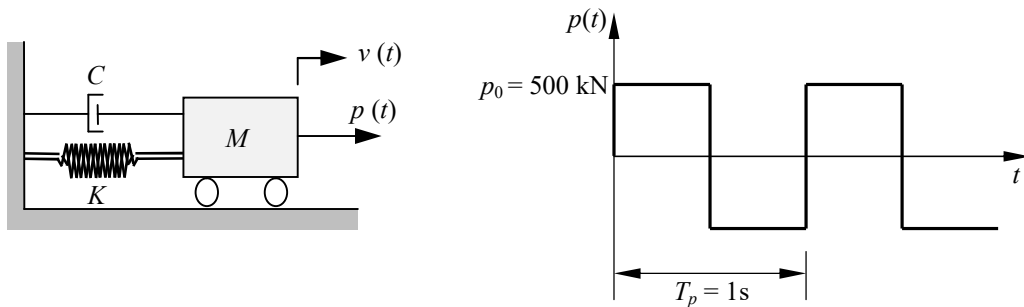 v (t)
C
p (t)
M
K
p(t)
p₀ = 500 kN
t
Tₚ = 1s